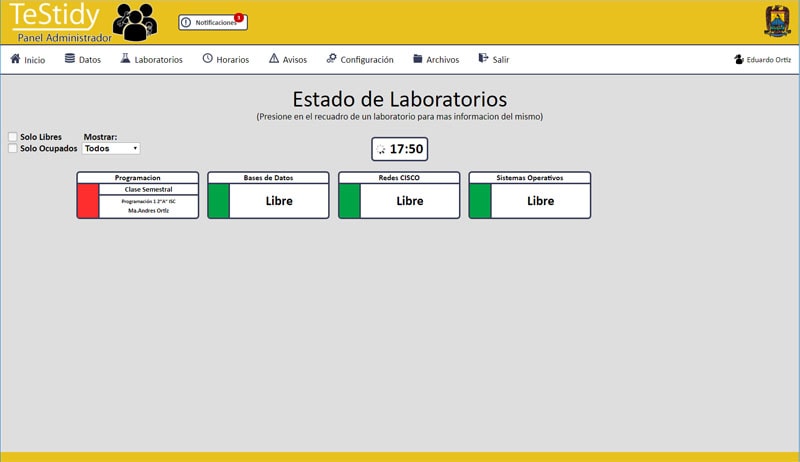 TeStidy
Panel Administrador
Notificaciones
Inicio
Datos
Laboratorios
Horarios
Avisos
Configuración
Archivos
Salir
Eduardo Ortiz
Estado de Laboratorios
(Presione en el recuadro de un laboratorio para mas informacion del mismo)
Solo Libres
Mostrar:
Solo Ocupados
Todos
17:50
Programacion
Clase Semestral
Programación 1 2"A" ISC
Ma.Andres Ortiz
Bases de Datos
Libre
Redes CISCO
Libre
Sistemas Operativos
Libre